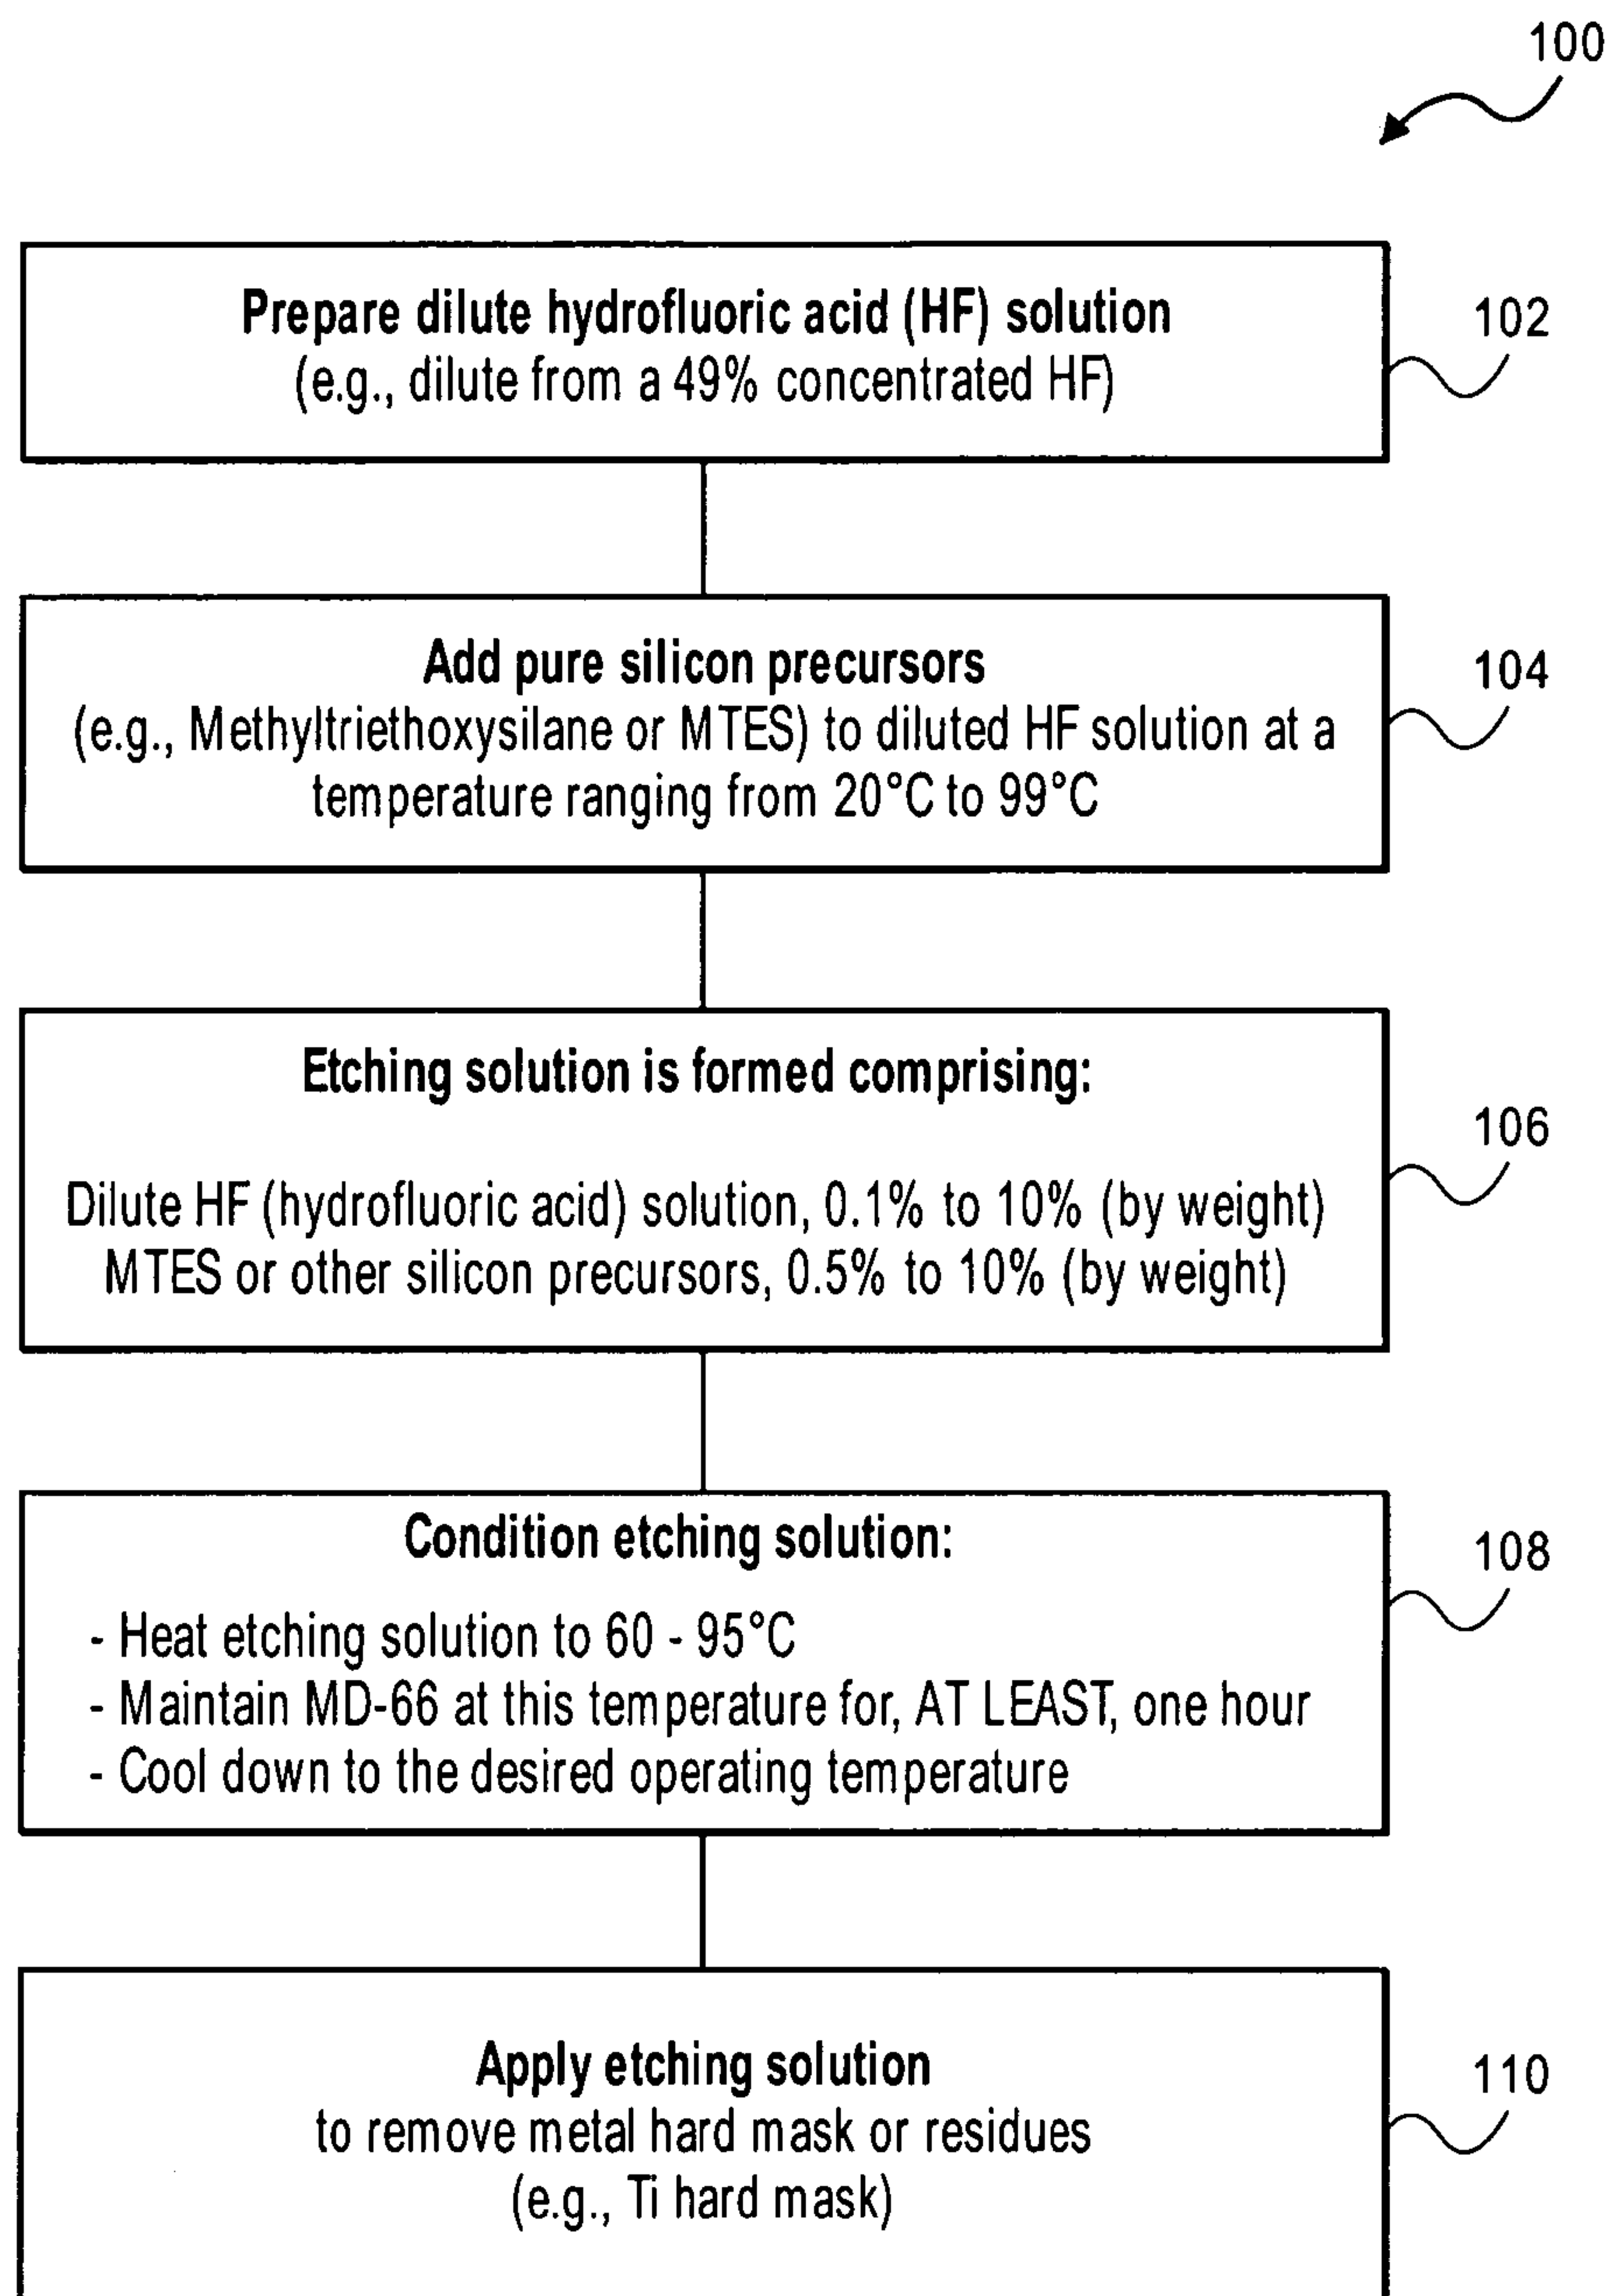 100
Prepare dilute hydrofluoric acid (HF) solution
(e.g., dilute from a 49% concentrated HF)
102
Add pure silicon precursors
(e.g., Methyltriethoxysilane or MTES) to diluted HF solution at a
temperature ranging from 20°C to 99°C
104
Etching solution is formed comprising:
Dilute HF (hydrofluoric acid) solution, 0.1% to 10% (by weight)
MTES or other silicon precursors, 0.5% to 10% (by weight)
106
Condition etching solution:
- Heat etching solution to 60 - 95°C
- Maintain MD-66 at this temperature for, AT LEAST, one hour
- Cool down to the desired operating temperature
108
Apply etching solution
to remove metal hard mask or residues
(e.g., Ti hard mask)
110